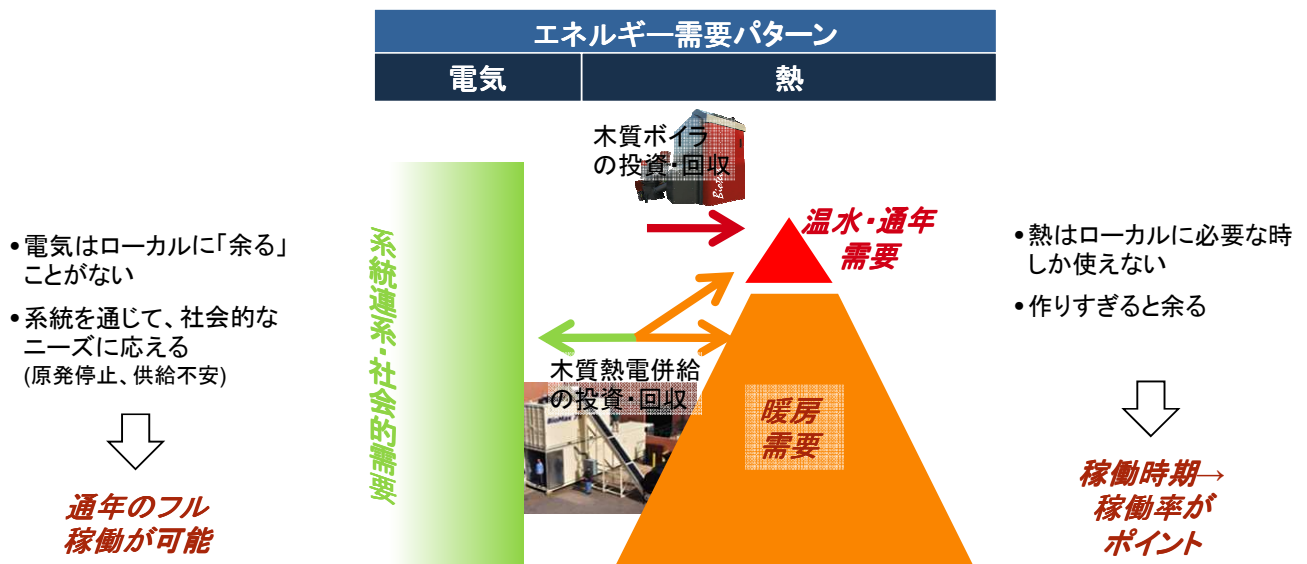 エネルギー需要パターン
電気
熱
木質ボイラ
の投資・回収
Biotec
温水・通年
需要
系統連系・社会的需要
木質熱電併給
の投資・回収
BioMax
暖房
需要
•電気はローカルに「余る」
ことがない
•系統を通じて、社会的な
ニーズに応える
(原発停止、供給不安)
通年のフル
稼働が可能
•熱はローカルに必要な時
しか使えない
•作りすぎると余る
稼働時期→
稼働率が
ポイント